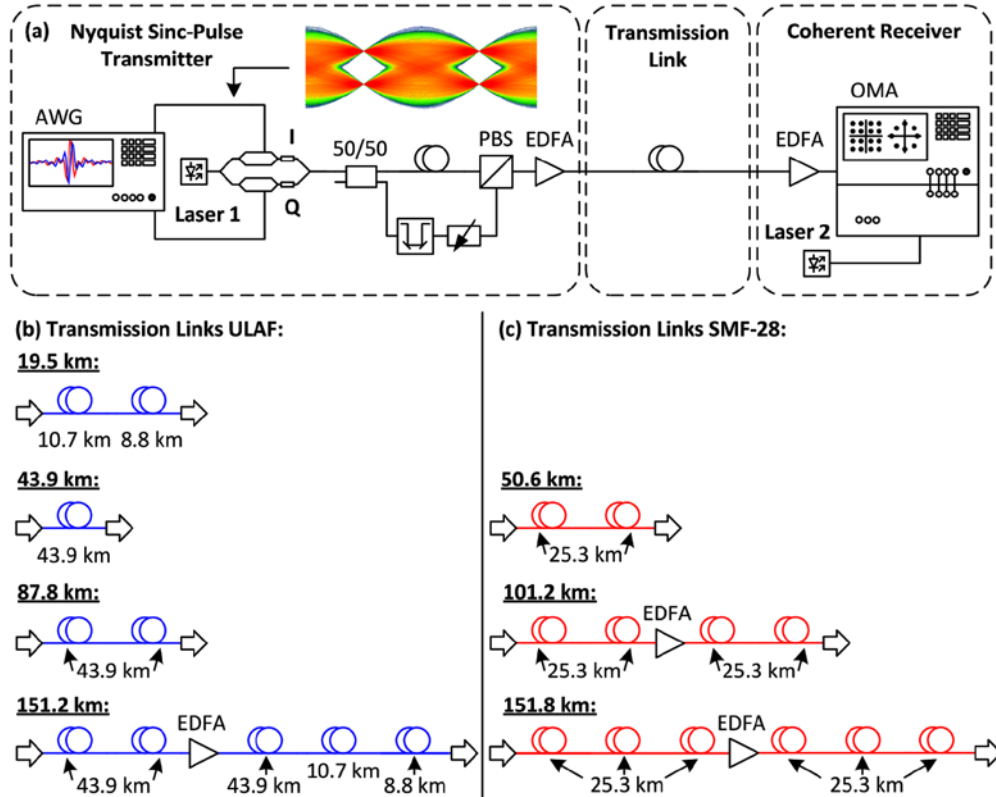 (a) Nyquist Sinc-Pulse Transmitter
Transmission Link
Coherent Receiver
AWG
Laser 1
I
Q
50/50
PBS
EDFA
EDFA
OMA
Laser 2
(b) Transmission Links ULAF:
19.5 km:
10.7 km 8.8 km
43.9 km:
43.9 km
87.8 km:
43.9 km
151.2 km:
EDFA
43.9 km 43.9 km 10.7 km 8.8 km
(c) Transmission Links SMF-28:
50.6 km:
25.3 km
101.2 km:
EDFA
25.3 km 25.3 km
151.8 km:
EDFA
25.3 km 25.3 km